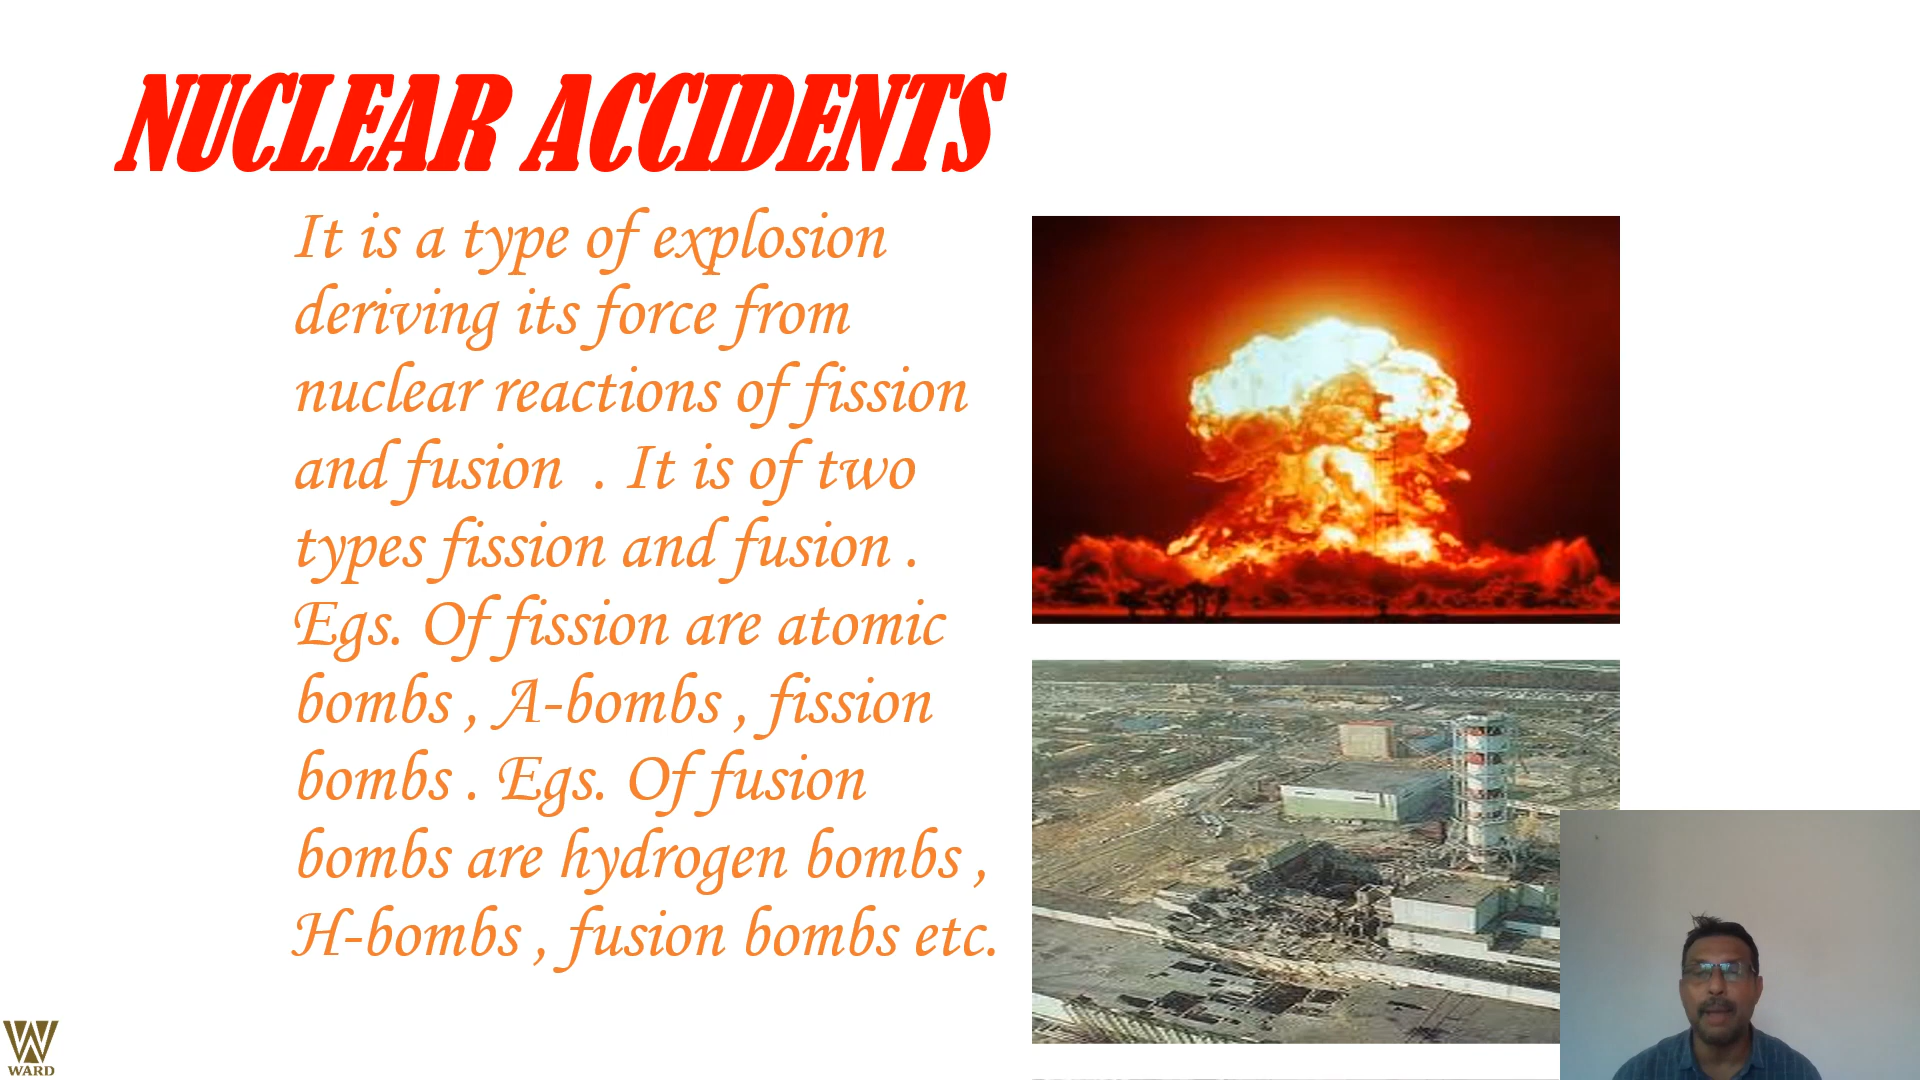 NUCLEAR ACCIDENTS
It is a type of explosion
deriving its force from
nuclear reactions of fission
and fusion . It is of two
types fission and fusion .
Egs. Of fission are atomic
bombs , A-bombs , fission
bombs . Egs. Of fusion
bombs are hydrogen bombs ,
H-bombs , fusion bombs etc.
WARD